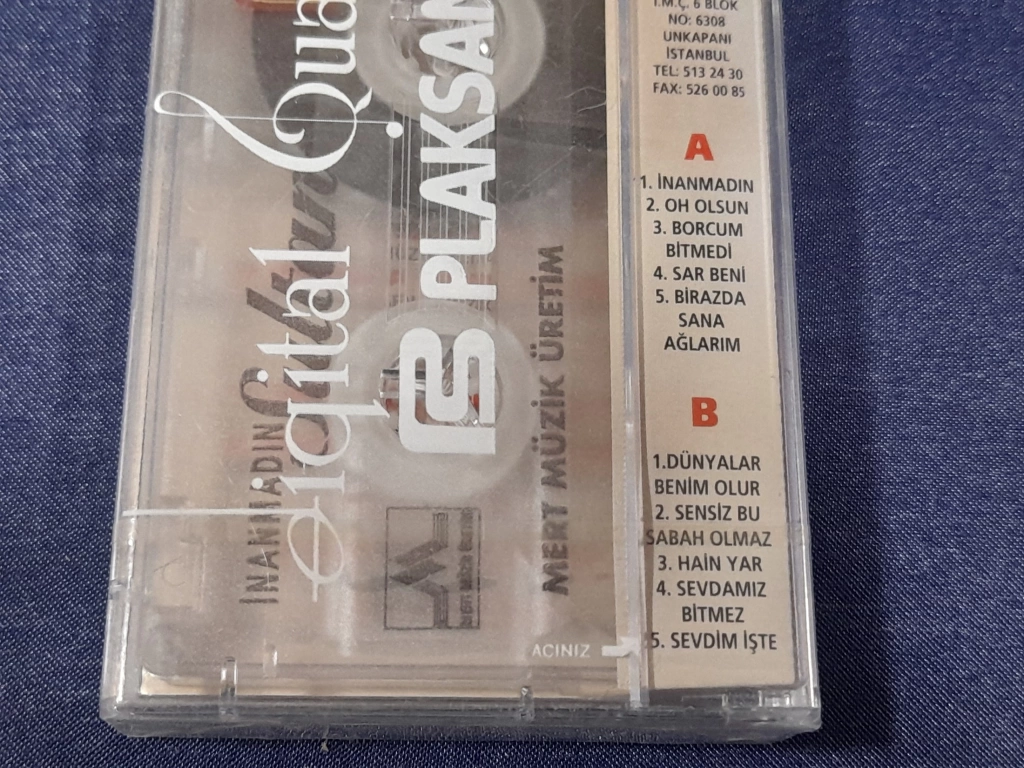 İ.M.Ç. 6 BLOK
NO: 6308
UNKAPANI
İSTANBUL
TEL: 513 24 30
FAX: 526 00 85
A
1. İNANMADIN
2. OH OLSUN
3. BORCUM
BİTMEDİ
4. SAR BENİ
5. BİRAZDA
SANA
AĞLARIM
B
1.DÜNYALAR
BENİM OLUR
2. SENSİZ BU
SABAH OLMAZ
3. HAİN YAR
4. SEVDAMIZ
BİTMEZ
5. SEVDİM İŞTE
İNANMADIN
Digital Qua
PLAKSAN
MERT MÜZİK ÜRETİM
AÇINIZ